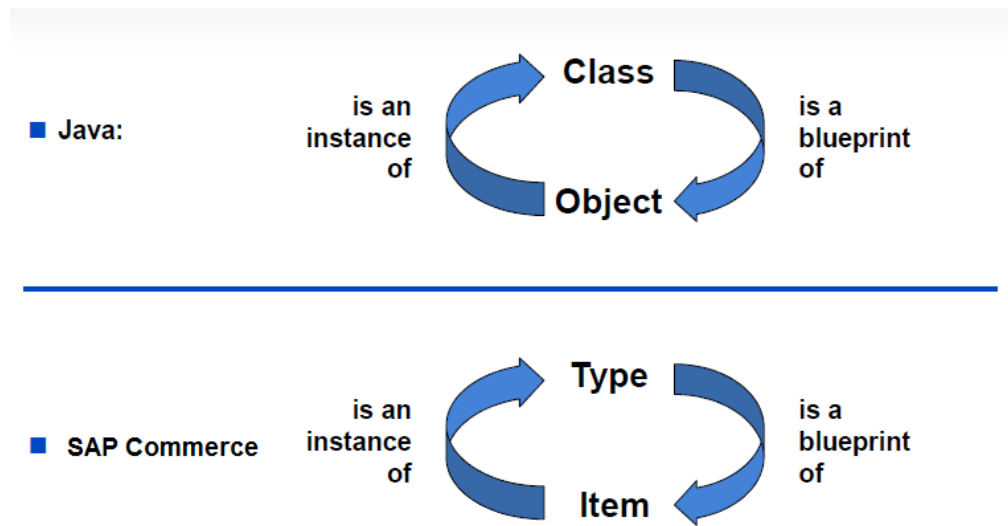 Class
is an
instance
of
■ Java:
is a
blueprint
of
Object
Type
is an
instance
of
■ SAP Commerce
is a
blueprint
of
Item